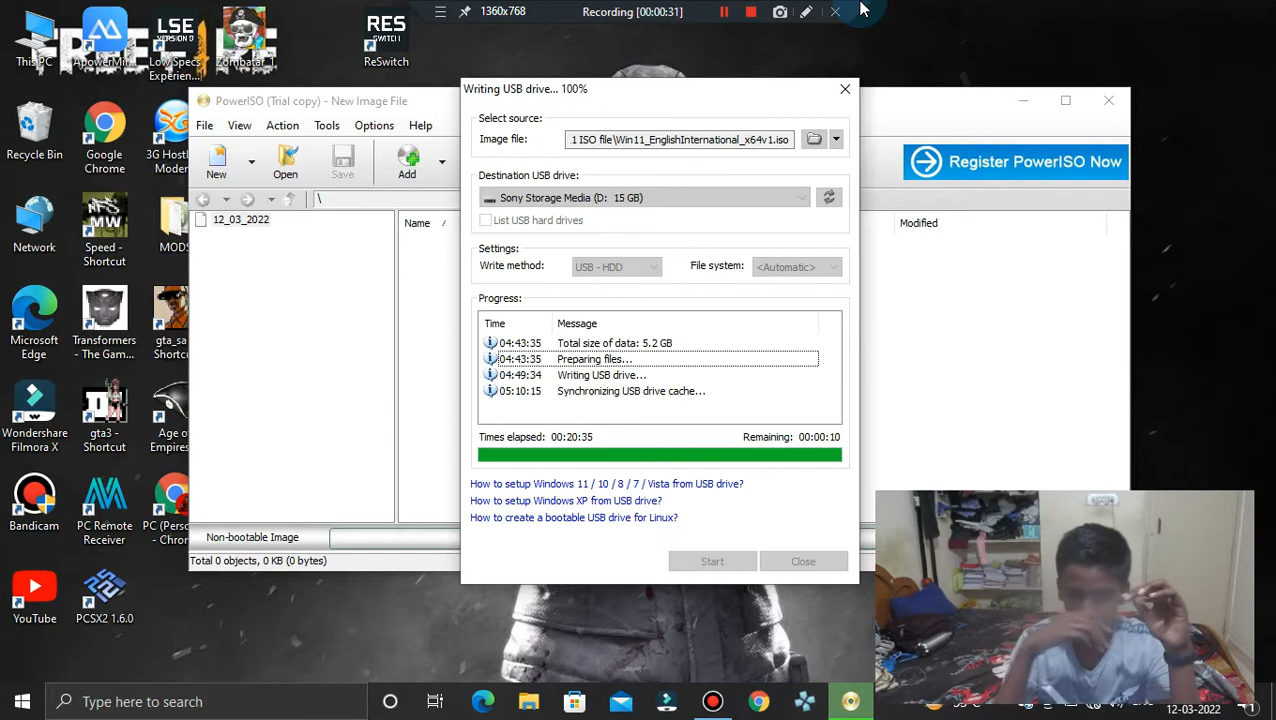 1360x768
Recording [00:00:31]
FREE FIRE
This PC
ApowerMir...
LSE
Low Specs
Experien...
Zombatar_1
RES
SWITCH
ReSwitch
Recycle Bin
Google
Chrome
3G Host
Network
Speed -
Shortcut
MODS
Microsoft
Edge
Transformers
- The Gam...
gta_sa
Shortcut
Wondershare
Filmora X
gta3 -
Shortcut
Age of
Empires
Bandicam
PC Remote
Receiver
PC (Person
- Chrom
YouTube
PCSX2 1.6.0
PowerISO (Trial copy) - New Image File
File View Action Tools Options Help
New Open Save Add
Register PowerISO Now
\
12_03_2022
Name
Modified
Non-bootable Image
Total 0 objects, 0 KB (0 bytes)
Writing USB drive... 100%
Select source:
Image file: 1 ISO file\Win11_EnglishInternational_x64v1.iso
Destination USB drive:
Sony Storage Media (D: 15 GB)
List USB hard drives
Settings:
Write method: USB - HDD File system: <Automatic>
Progress:
Time Message
04:43:35 Total size of data: 5.2 GB
04:43:35 Preparing files...
04:49:34 Writing USB drive...
05:10:15 Synchronizing USB drive cache...
Times elapsed: 00:20:35 Remaining: 00:00:10
How to setup Windows 11 / 10 / 8 / 7 / Vista from USB drive?
How to setup Windows XP from USB drive?
How to create a bootable USB drive for Linux?
Start Close
Type here to search
12-03-2022
1